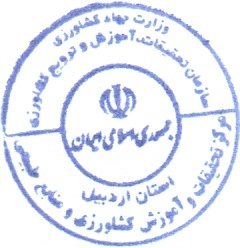 وزارت جهاد کشاورزی
سازمان تحقیقات، آموزش و ترویج کشاورزی
جمهوری اسلامی ایران
استان اردبیل
مرکز تحقیقات و آموزش کشاورزی و منابع طبیعی